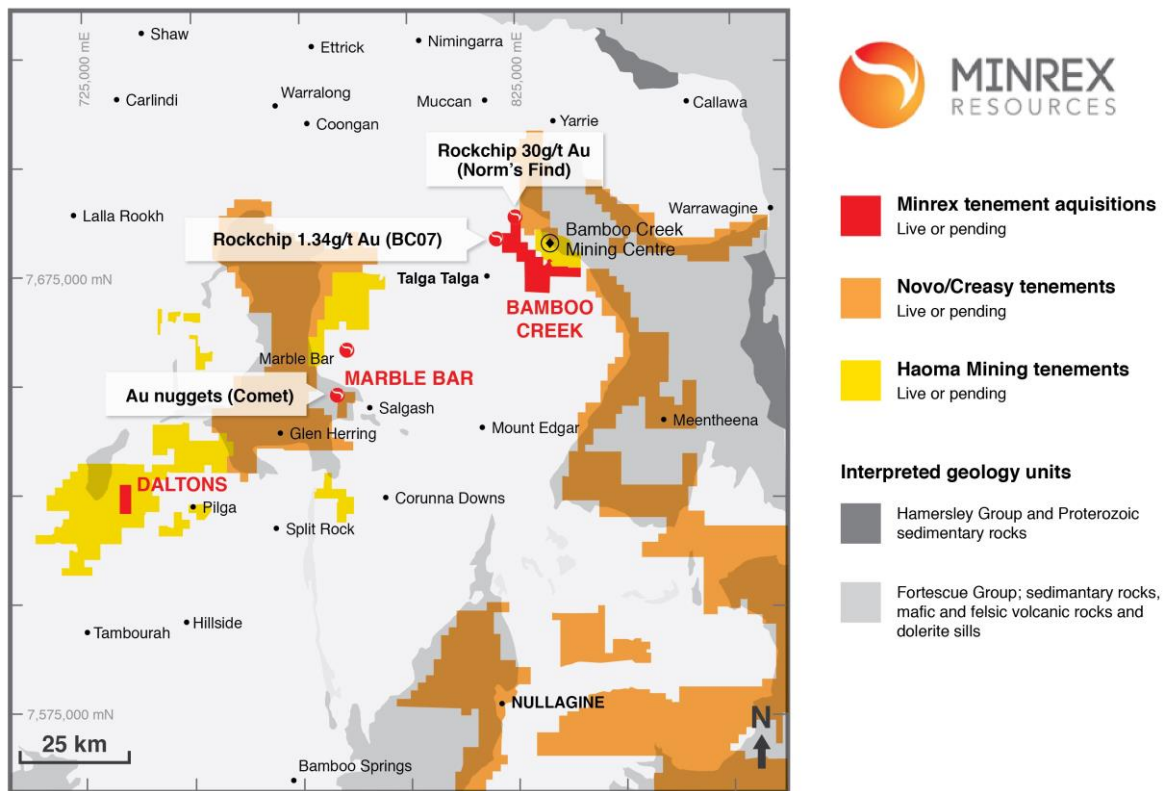 Shaw
Ettrick
725,000 mE
Nimingarra
825,000 mE
Carlindi
Warralong
Coongan
Muccan
Callawa
Yarrie
Rockchip 30g/t Au
(Norm's Find)
Lalla Rookh
Warrawagine
Rockchip 1.34g/t Au (BC07)
Bamboo Creek
Mining Centre
7,675,000 mN
Talga Talga
BAMBOO
CREEK
Marble Bar
MARBLE BAR
Au nuggets (Comet)
Salgash
Glen Herring
Mount Edgar
Meentheena
DALTONS
Pilga
Corunna Downs
Split Rock
Tambourah
Hillside
NULLAGINE
7,575,000 mN
25 km
Bamboo Springs
N
MINREX
RESOURCES
Minrex tenement aquisitions
Live or pending
Novo/Creasy tenements
Live or pending
Haoma Mining tenements
Live or pending
Interpreted geology units
Hamersley Group and Proterozoic
sedimentary rocks
Fortescue Group; sedimantary rocks,
mafic and felsic volcanic rocks and
dolerite sills